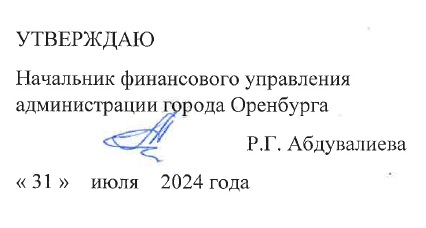 УТВЕРЖДАЮ
Начальник финансового управления
администрации города Оренбурга
Р.Г. Абдувалиева
« 31 » июля 2024 года